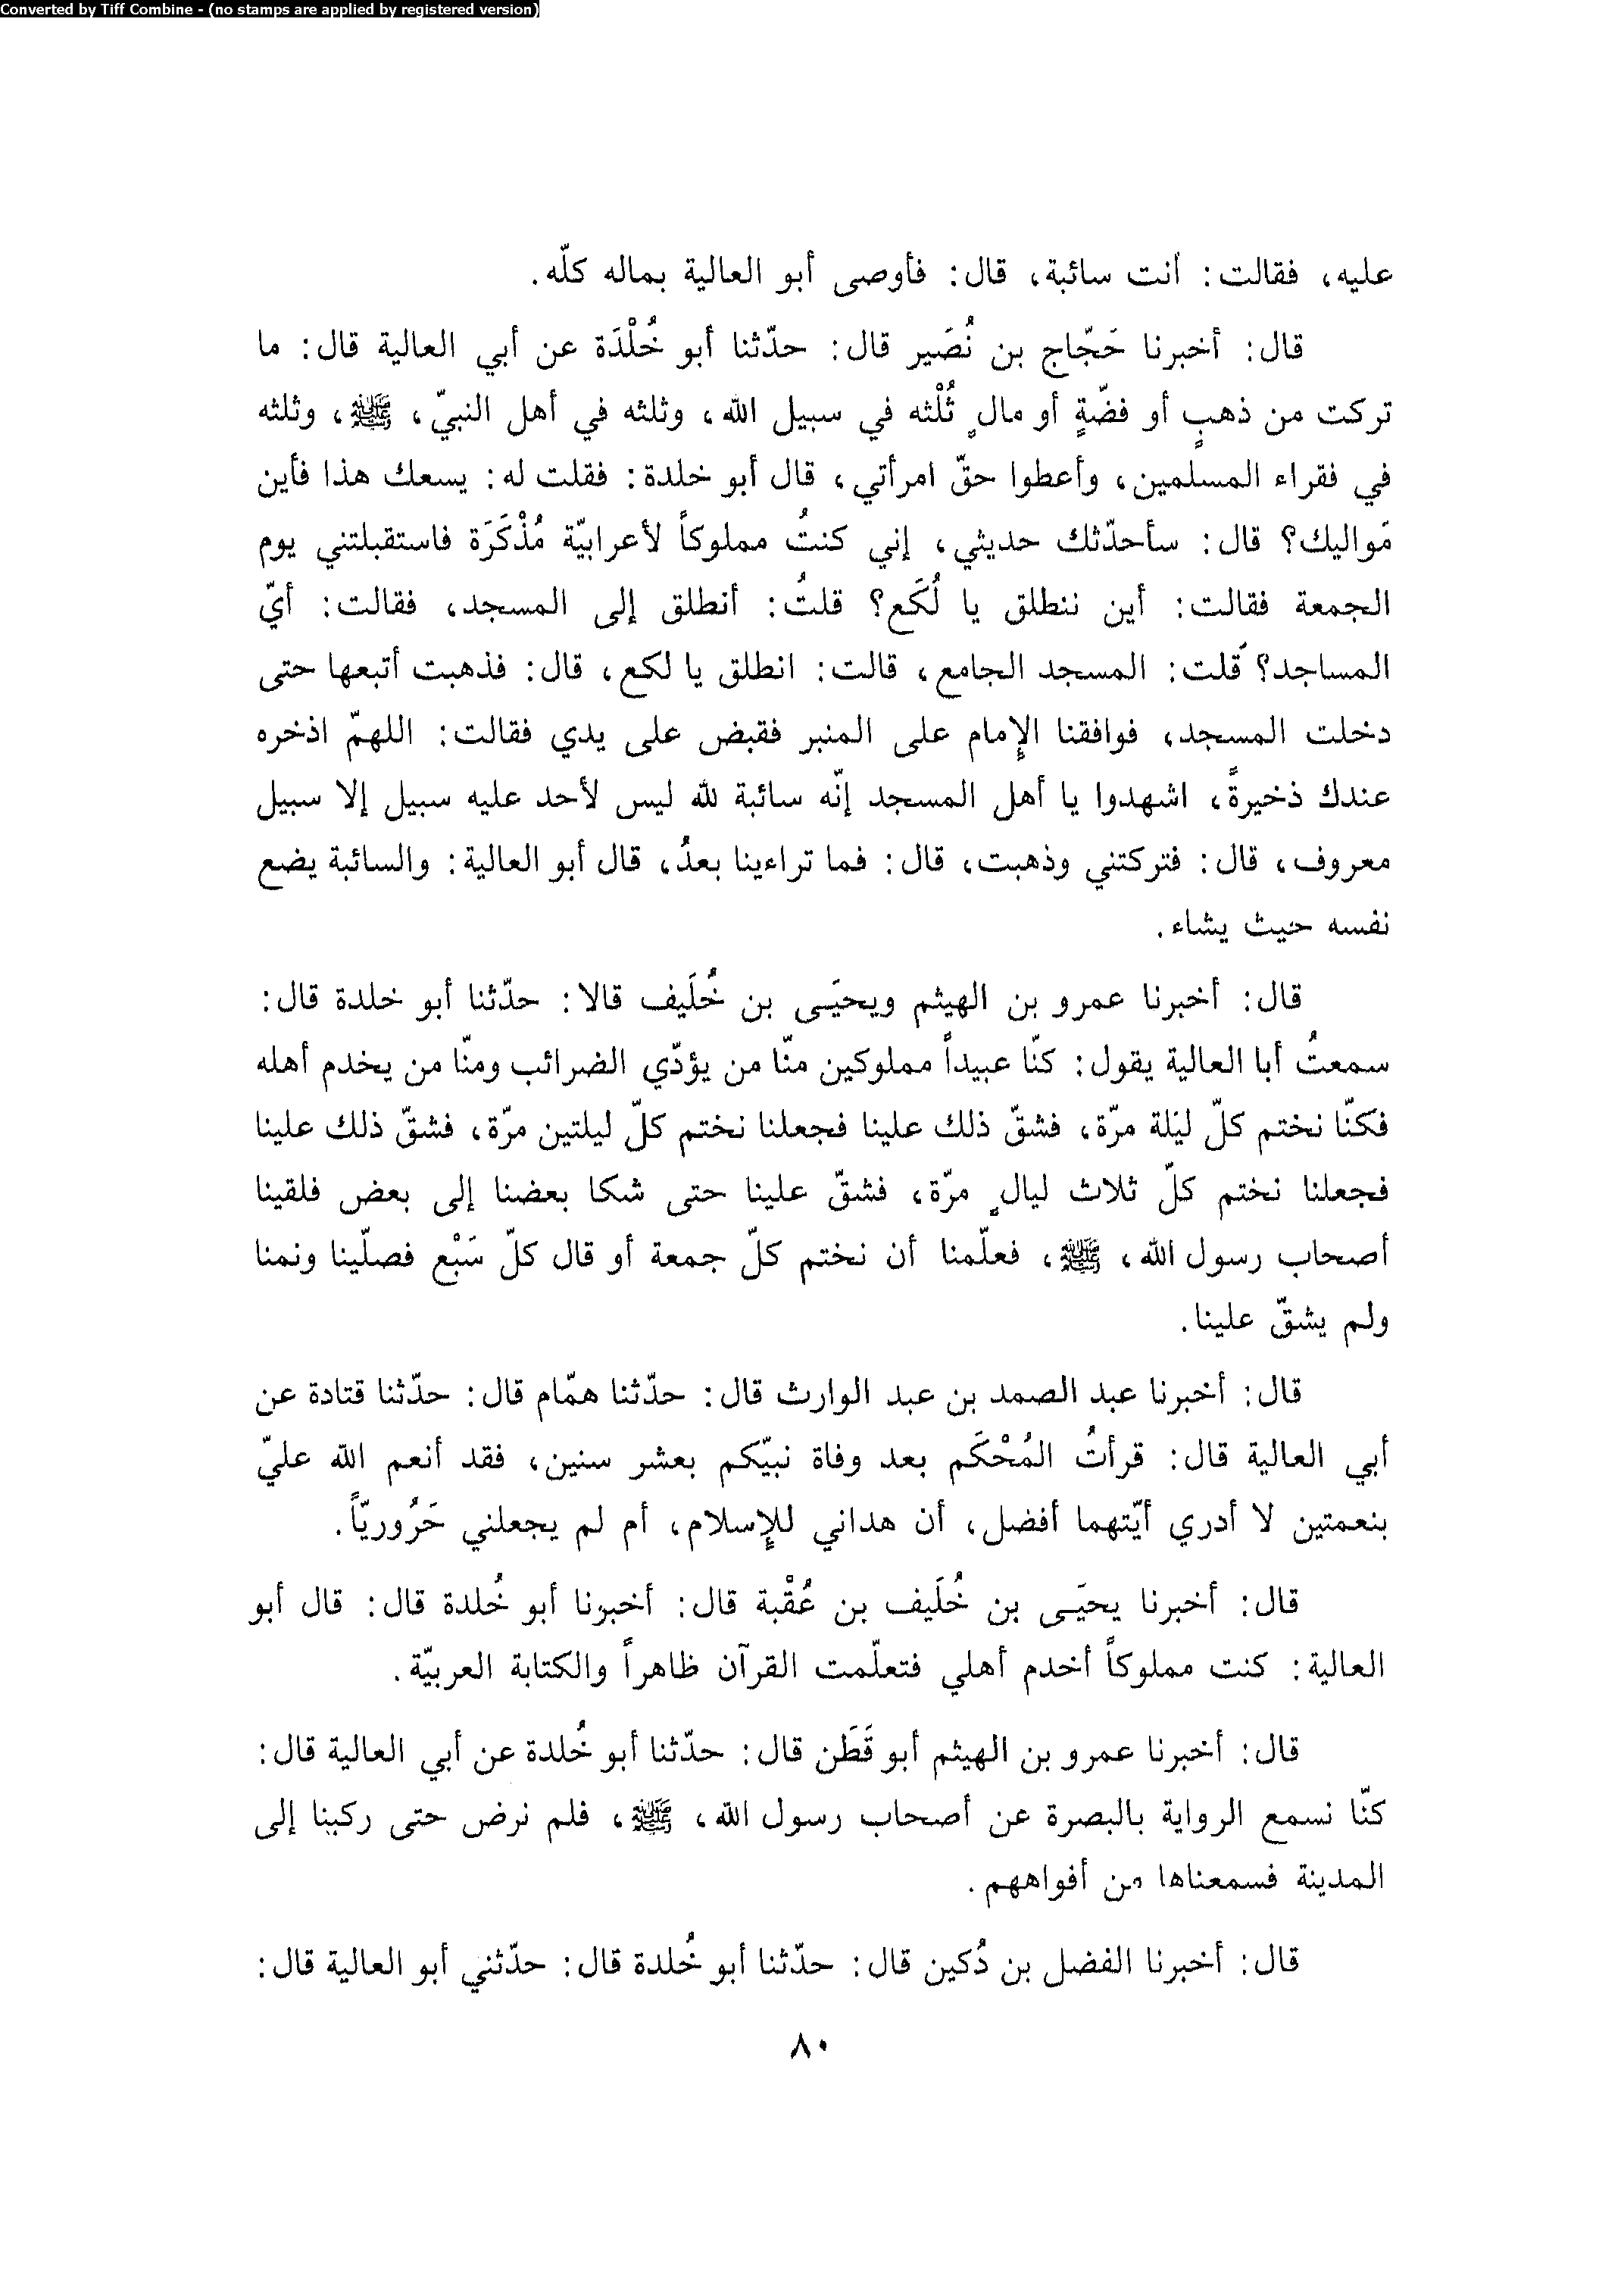 Converted by Tiff Combine - (no stamps are applied by registered version)
عليه، فقالت: أنت سائبة، قال: فأوصى أبو العالية بماله كلّه.
قال: أخبرنا حَجّاج بن نُصَير قال: حدّثنا أبو خُلْدَة عن أبي العالية قال: ما
تركت من ذهبٍ أو فضّةٍ أو مالٍ ثُلْثه في سبيل الله، وثلثه في أهل النبيّ، ﷺ، وثلثه
في فقراء المسلمين، وأعطوا حقّ امرأتي، قال أبو خلدة: فقلت له: يسعك هذا فأين
مَواليك؟ قال: سأحدّثك حديثي، إني كنتُ مملوكاً لأعرابيّة مُذْكَرَة فاستقبلتني يوم
الجمعة فقالت: أين ننطلق يا لُكَع؟ قلتُ: أنطلق إلى المسجد، فقالت: أيّ
المساجد؟ قلت: المسجد الجامع، قالت: انطلق يا لكع، قال: فذهبت أتبعها حتى
دخلت المسجد، فوافقنا الإمام على المنبر فقبض على يدي فقالت: اللهمّ اذخره
عندك ذخيرةً، اشهدوا يا أهل المسجد إنّه سائبة لله ليس لأحد عليه سبيل إلا سبيل
معروف، قال: فتركتني وذهبت، قال: فما تراءينا بعدُ، قال أبو العالية: والسائبة يضع
نفسه حيث يشاء.
قال: أخبرنا عمرو بن الهيثم ويحيَى بن خُلَيف قالا: حدّثنا أبو خلدة قال:
سمعتُ أبا العالية يقول: كنّا عبيداً مملوكين منّا من يؤدّي الضرائب ومنّا من يخدم أهله
فكنّا نختم كلّ ليَلة مرّة، فشقّ ذلك علينا فجعلنا نختم كلّ ليلتين مرّة، فشقّ ذلك علينا
فجعلنا نختم كلّ ثلاث ليالٍ مرّة، فشقّ علينا حتى شكا بعضنا إلى بعض فلقينا
أصحاب رسول الله، ﷺ، فعلّمنا أن نختم كلّ جمعة أو قال كلّ سَبْع فصلّينا ونمنا
ولم يشقّ علينا.
قال: أخبرنا عبد الصمد بن عبد الوارث قال: حدّثنا همّام قال: حدّثنا قتادة عن
أبي العالية قال: قرأتُ المُحْكَم بعد وفاة نبيّكم بعشر سنين، فقد أنعم الله عليّ
بنعمتين لا أدري أيّتهما أفضل، أن هداني للإسلام، أم لم يجعلني حَرُوريّاً.
قال: أخبرنا يحيَى بن خُلَيف بن عُقْبة قال: أخبرنا أبو خُلدة قال: قال أبو
العالية: كنت مملوكاً أخدم أهلي فتعلّمت القرآن ظاهراً والكتابة العربيّة.
قال: أخبرنا عمرو بن الهيثم أبو قَطَن قال: حدّثنا أبو خُلدة عن أبي العالية قال:
كنّا نسمع الرواية بالبصرة عن أصحاب رسول الله، ﷺ، فلم نرض حتى ركبنا إلى
المدينة فسمعناها من أفواههم.
قال: أخبرنا الفضل بن دُكين قال: حدّثنا أبو خُلدة قال: حدّثني أبو العالية قال:
٨٠